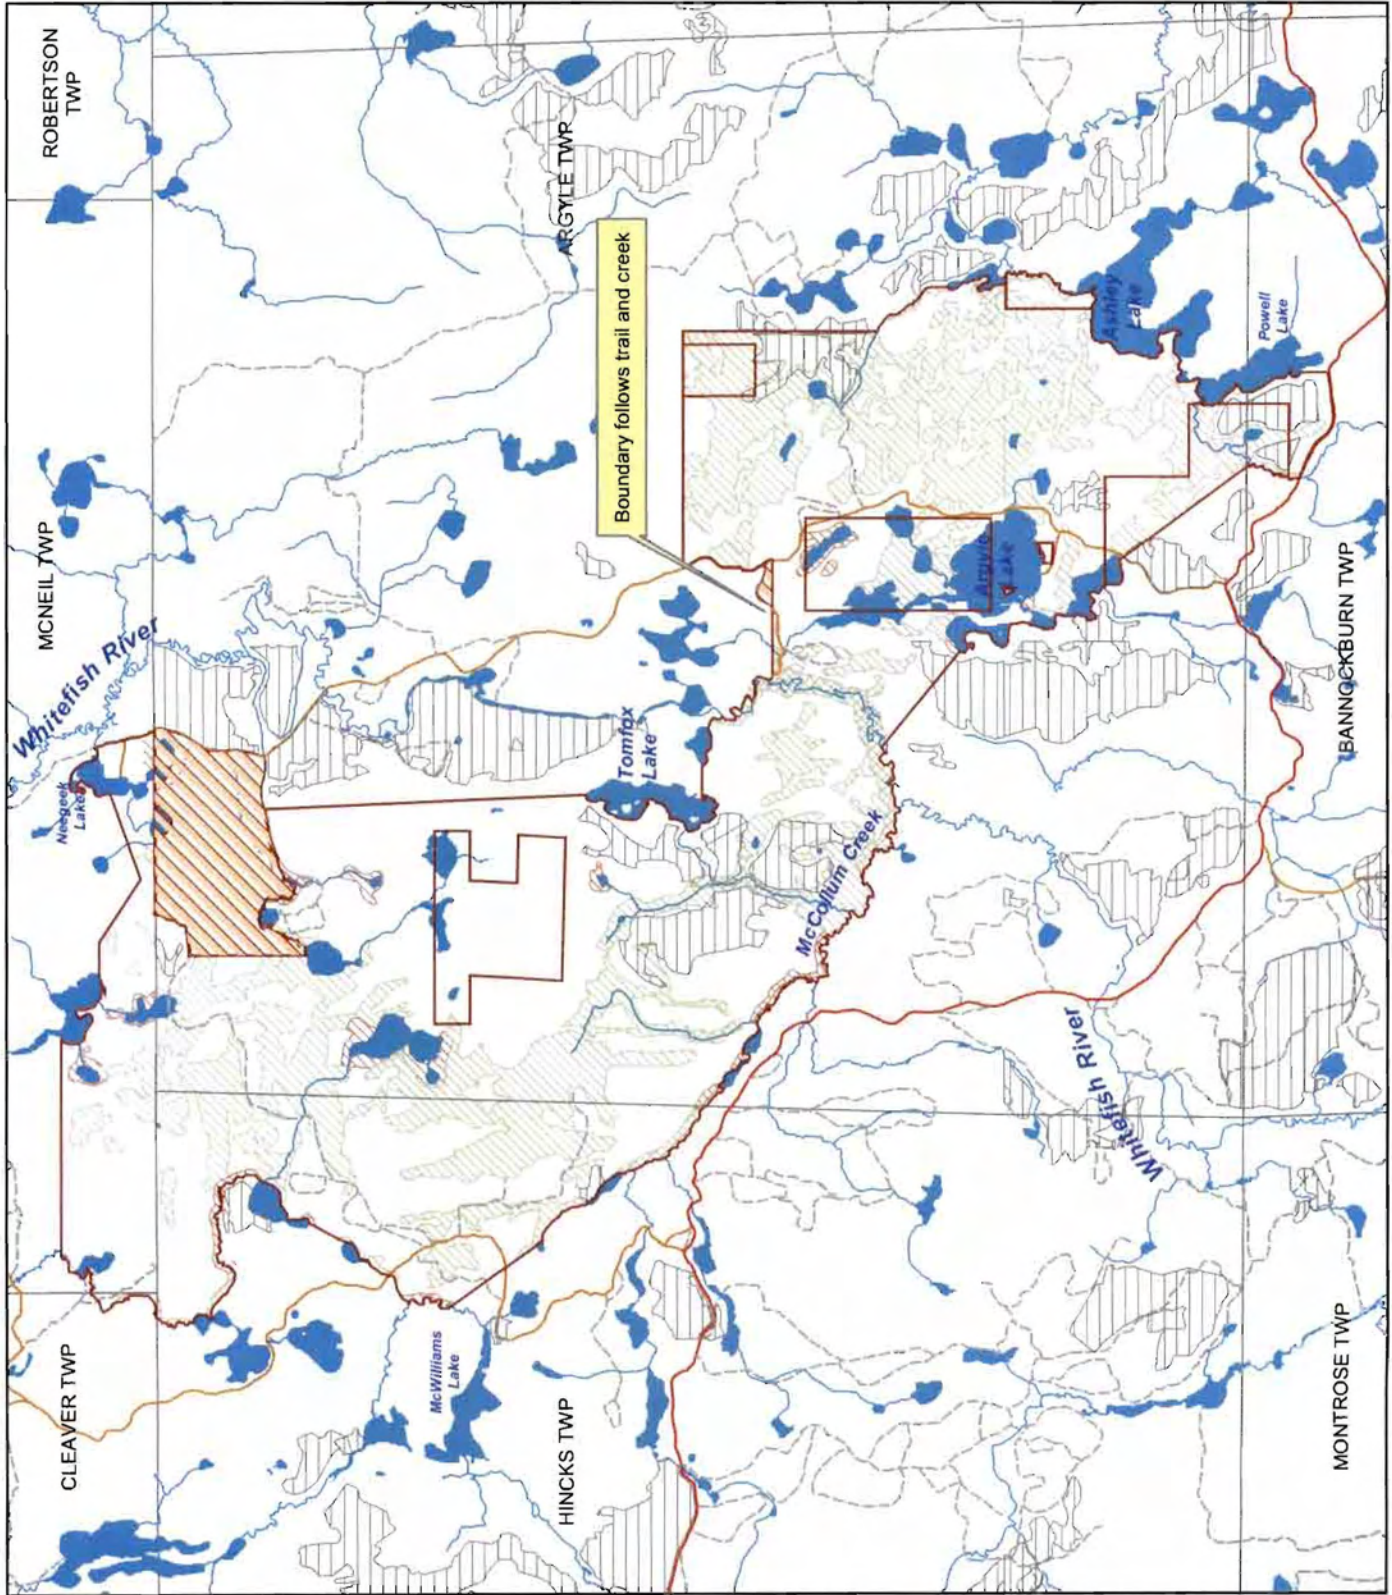 CLEAVER TWP
MCNEIL TWP
ROBERTSON
TWP
Whitefish River
Neegeek
Lake
McWilliams
Lake
HINCKS TWP
Tomfox
Lake
ARGYLE TWP
Boundary follows trail and creek
McCollum Creek
Argyle
Lake
Ashley
Lake
Whitefish River
Powell
Lake
MONTROSE TWP
BANNOCKBURN TWP